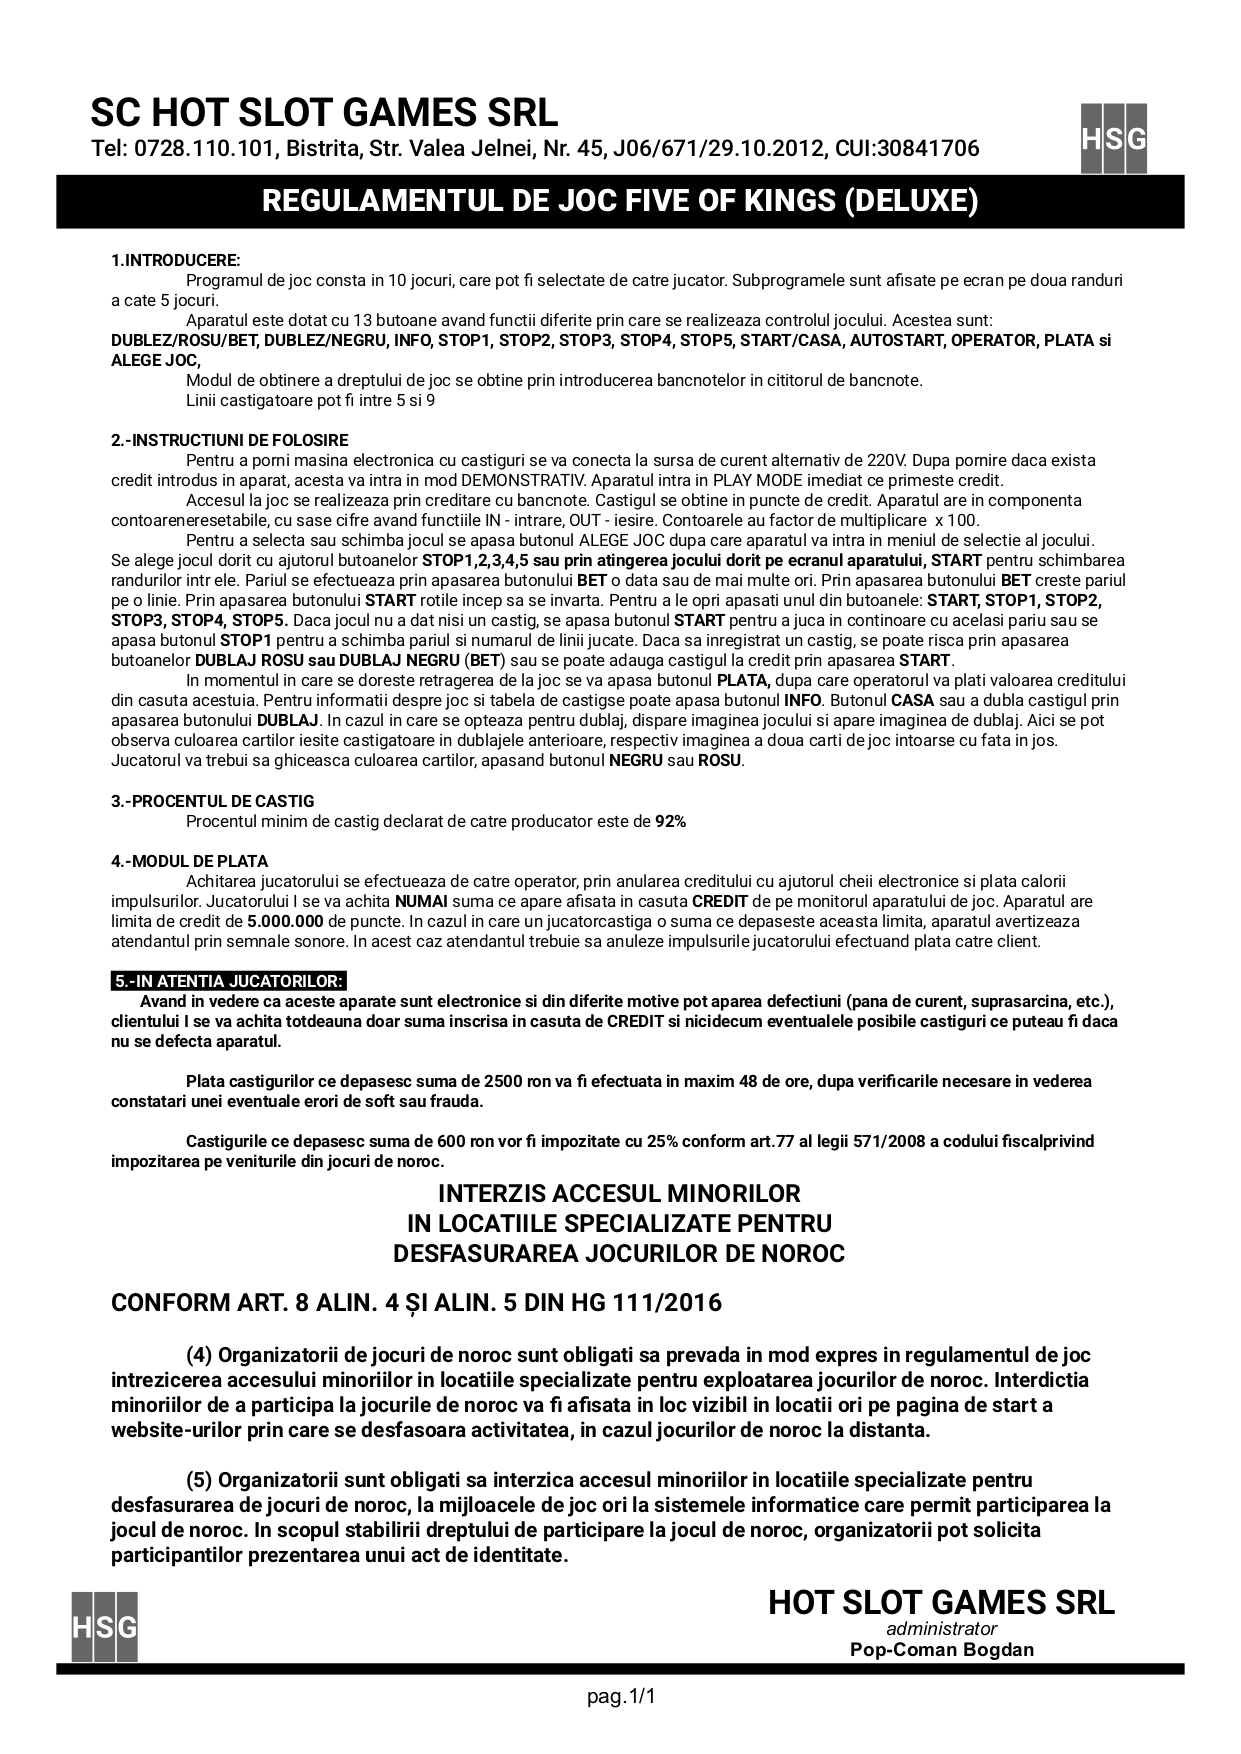 SC HOT SLOT GAMES SRL
Tel: 0728.110.101, Bistrita, Str. Valea Jelnei, Nr. 45, J06/671/29.10.2012, CUI:30841706
HSG
REGULAMENTUL DE JOC FIVE OF KINGS (DELUXE)
1.INTRODUCERE:
Programul de joc consta in 10 jocuri, care pot fi selectate de catre jucator. Subprogramele sunt afisate pe ecran pe doua randuri
a cate 5 jocuri.
Aparatul este dotat cu 13 butoane avand functii diferite prin care se realizeaza controlul jocului. Acestea sunt:
DUBLEZ/ROSU/BET, DUBLEZ/NEGRU, INFO, STOP1, STOP2, STOP3, STOP4, STOP5, START/CASA, AUTOSTART, OPERATOR, PLATA si
ALEGE JOC,
Modul de obtinere a dreptului de joc se obtine prin introducerea bancnotelor in cititorul de bancnote.
Linii castigatoare pot fi intre 5 si 9
2.-INSTRUCTIUNI DE FOLOSIRE
Pentru a porni masina electronica cu castiguri se va conecta la sursa de curent alternativ de 220V. Dupa pornire daca exista
credit introdus in aparat, acesta va intra in mod DEMONSTRATIV. Aparatul intra in PLAY MODE imediat ce primeste credit.
Accesul la joc se realizeaza prin creditare cu bancnote. Castigul se obtine in puncte de credit. Aparatul are in componenta
contoareneresetabile, cu sase cifre avand functiile IN - intrare, OUT - iesire. Contoarele au factor de multiplicare  x 100.
Pentru a selecta sau schimba jocul se apasa butonul ALEGE JOC dupa care aparatul va intra in meniul de selectie al jocului.
Se alege jocul dorit cu ajutorul butoanelor STOP1,2,3,4,5 sau prin atingerea jocului dorit pe ecranul aparatului, START pentru schimbarea
randurilor intr ele. Pariul se efectueaza prin apasarea butonului BET o data sau de mai multe ori. Prin apasarea butonului BET creste pariul
pe o linie. Prin apasarea butonului START rotile incep sa se invarta. Pentru a le opri apasati unul din butoanele: START, STOP1, STOP2,
STOP3, STOP4, STOP5. Daca jocul nu a dat nisi un castig, se apasa butonul START pentru a juca in continoare cu acelasi pariu sau se
apasa butonul STOP1 pentru a schimba pariul si numarul de linii jucate. Daca sa inregistrat un castig, se poate risca prin apasarea
butoanelor DUBLAJ ROSU sau DUBLAJ NEGRU (BET) sau se poate adauga castigul la credit prin apasarea START.
In momentul in care se doreste retragerea de la joc se va apasa butonul PLATA, dupa care operatorul va plati valoarea creditului
din casuta acestuia. Pentru informatii despre joc si tabela de castigse poate apasa butonul INFO. Butonul CASA sau a dubla castigul prin
apasarea butonului DUBLAJ. In cazul in care se opteaza pentru dublaj, dispare imaginea jocului si apare imaginea de dublaj. Aici se pot
observa culoarea cartilor iesite castigatoare in dublajele anterioare, respectiv imaginea a doua carti de joc intoarse cu fata in jos.
Jucatorul va trebui sa ghiceasca culoarea cartilor, apasand butonul NEGRU sau ROSU.
3.-PROCENTUL DE CASTIG
Procentul minim de castig declarat de catre producator este de 92%
4.-MODUL DE PLATA
Achitarea jucatorului se efectueaza de catre operator, prin anularea creditului cu ajutorul cheii electronice si plata calorii
impulsurilor. Jucatorului I se va achita NUMAI suma ce apare afisata in casuta CREDIT de pe monitorul aparatului de joc. Aparatul are
limita de credit de 5.000.000 de puncte. In cazul in care un jucatorcastiga o suma ce depaseste aceasta limita, aparatul avertizeaza
atendantul prin semnale sonore. In acest caz atendantul trebuie sa anuleze impulsurile jucatorului efectuand plata catre client.
5.-IN ATENTIA JUCATORILOR:
Avand in vedere ca aceste aparate sunt electronice si din diferite motive pot aparea defectiuni (pana de curent, suprasarcina, etc.),
clientului I se va achita totdeauna doar suma inscrisa in casuta de CREDIT si nicidecum eventualele posibile castiguri ce puteau fi daca
nu se defecta aparatul.
Plata castigurilor ce depasesc suma de 2500 ron va fi efectuata in maxim 48 de ore, dupa verificarile necesare in vederea
constatari unei eventuale erori de soft sau frauda.
Castigurile ce depasesc suma de 600 ron vor fi impozitate cu 25% conform art.77 al legii 571/2008 a codului fiscalprivind
impozitarea pe veniturile din jocuri de noroc.
INTERZIS ACCESUL MINORILOR
IN LOCATIILE SPECIALIZATE PENTRU
DESFASURAREA JOCURILOR DE NOROC
CONFORM ART. 8 ALIN. 4 ȘI ALIN. 5 DIN HG 111/2016
(4) Organizatorii de jocuri de noroc sunt obligati sa prevada in mod expres in regulamentul de joc
intrezicerea accesului minoriilor in locatiile specializate pentru exploatarea jocurilor de noroc. Interdictia
minoriilor de a participa la jocurile de noroc va fi afisata in loc vizibil in locatii ori pe pagina de start a
website-urilor prin care se desfasoara activitatea, in cazul jocurilor de noroc la distanta.
(5) Organizatorii sunt obligati sa interzica accesul minoriilor in locatiile specializate pentru
desfasurarea de jocuri de noroc, la mijloacele de joc ori la sistemele informatice care permit participarea la
jocul de noroc. In scopul stabilirii dreptului de participare la jocul de noroc, organizatorii pot solicita
participantilor prezentarea unui act de identitate.
HSG
HOT SLOT GAMES SRL
administrator
Pop-Coman Bogdan
pag.1/1